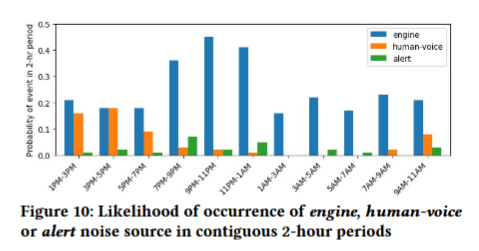 0.5
0.4
0.3
0.2
0.1
0.0
Probability of event in 2-hr period
engine
human-voice
alert
1PM-3PM
3PM-5PM
5PM-7PM
7PM-9PM
9PM-11PM
11PM-1AM
1AM-3AM
3AM-5AM
5AM-7AM
7AM-9AM
9AM-11AM
Figure 10: Likelihood of occurrence of engine, human-voice
or alert noise source in contiguous 2-hour periods